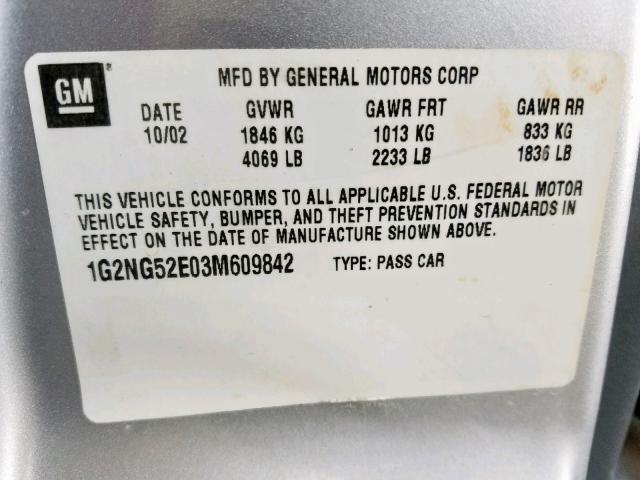 GM
MFD BY GENERAL MOTORS CORP
DATE GVWR GAWR FRT GAWR RR
10/02 1846 KG 1013 KG 833 KG
4069 LB 2233 LB 1836 LB
THIS VEHICLE CONFORMS TO ALL APPLICABLE U.S. FEDERAL MOTOR
VEHICLE SAFETY, BUMPER, AND THEFT PREVENTION STANDARDS IN
EFFECT ON THE DATE OF MANUFACTURE SHOWN ABOVE.
1G2NG52E03M609842 TYPE: PASS CAR